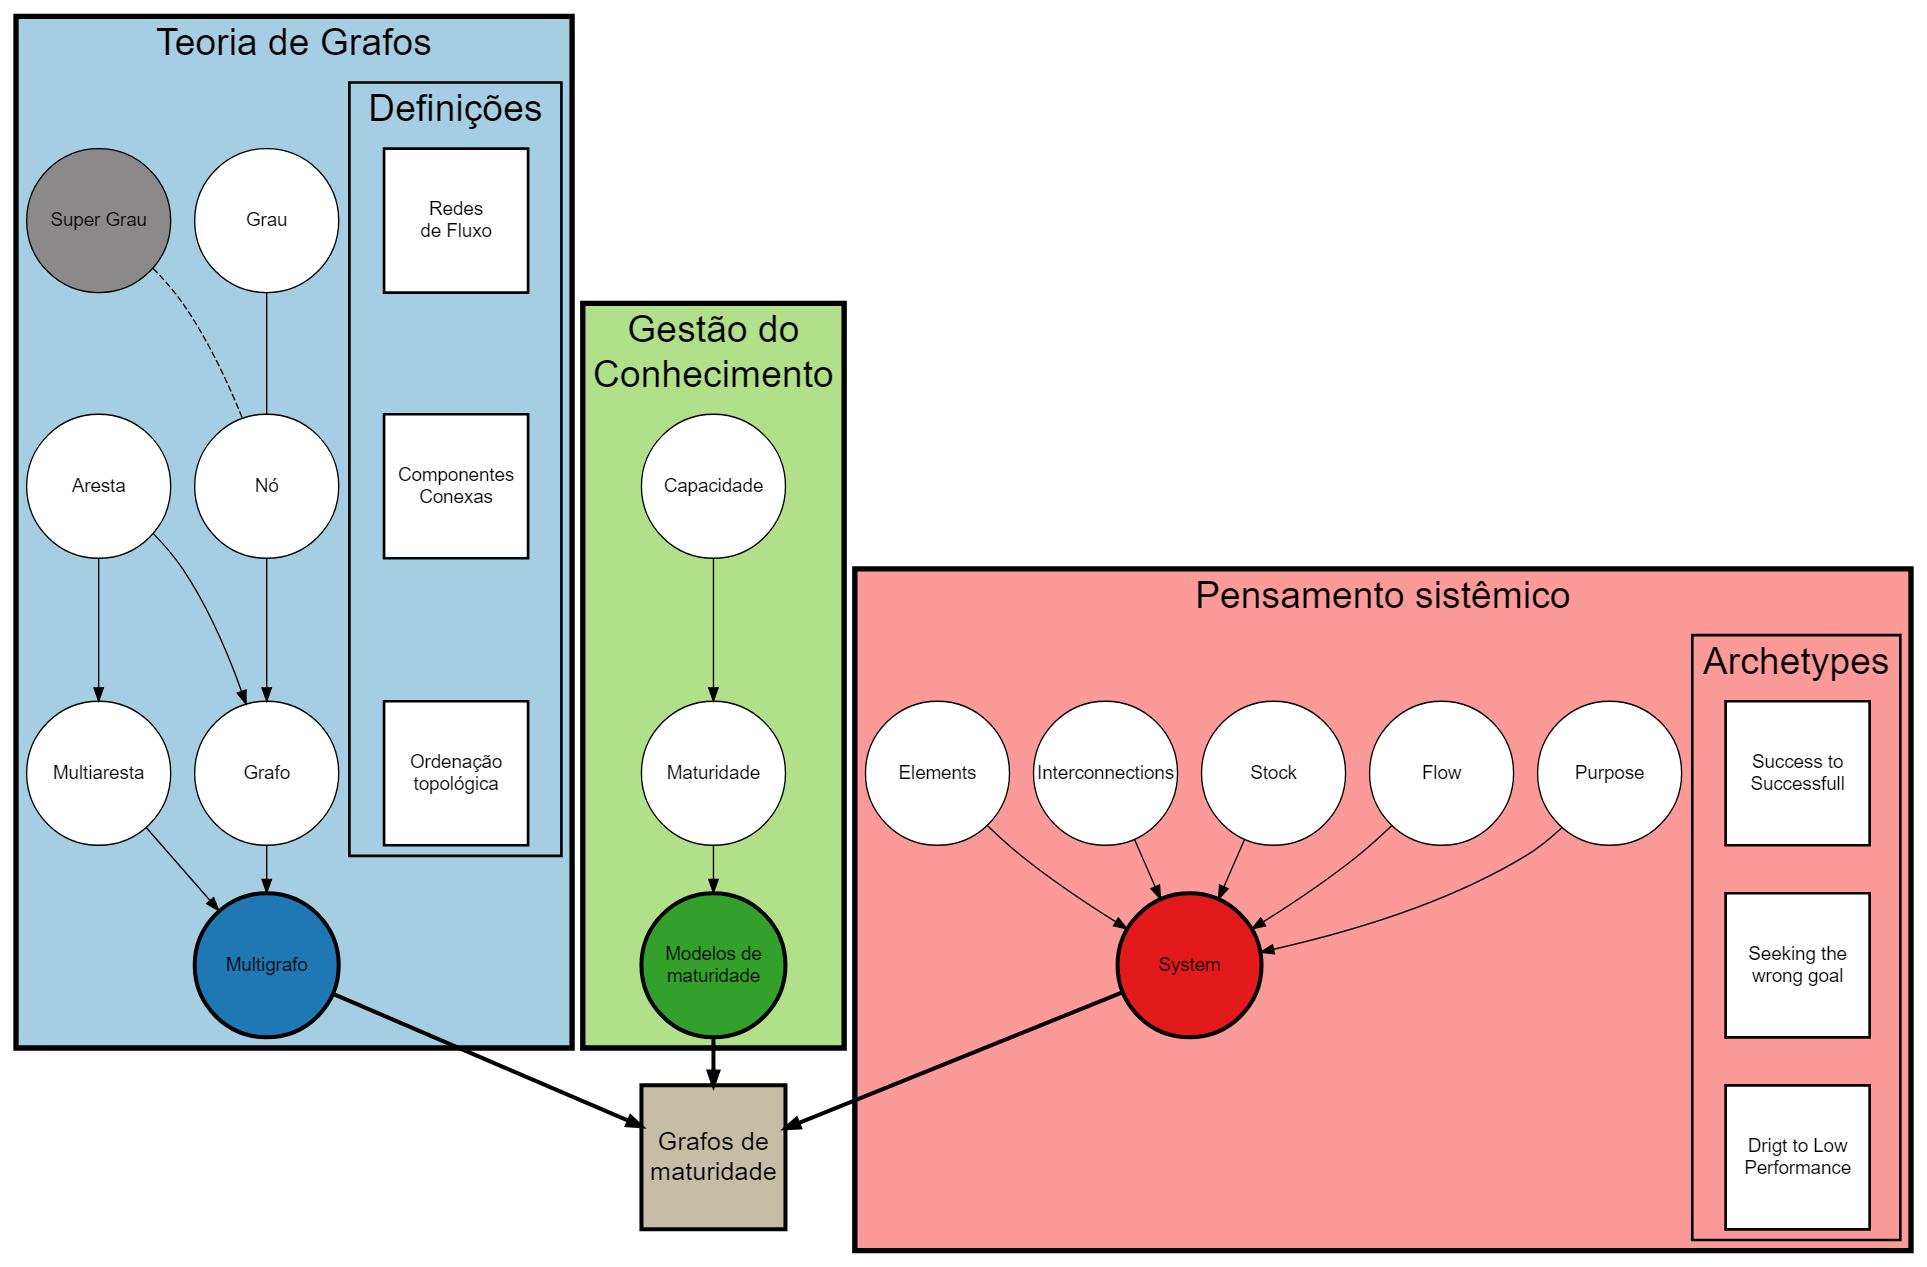 Teoria de Grafos
Definições
Super Grau
Grau
Redes
de Fluxo
Aresta
Nó
Componentes
Conexas
Multiaresta
Grafo
Ordenação
topológica
Multigrafo
Gestão do
Conhecimento
Capacidade
Maturidade
Modelos de
maturidade
Pensamento sistêmico
Archetypes
Elements
Interconnections
Stock
Flow
Purpose
Success to
Successfull
System
Seeking the
wrong goal
Drigt to Low
Performance
Grafos de
maturidade